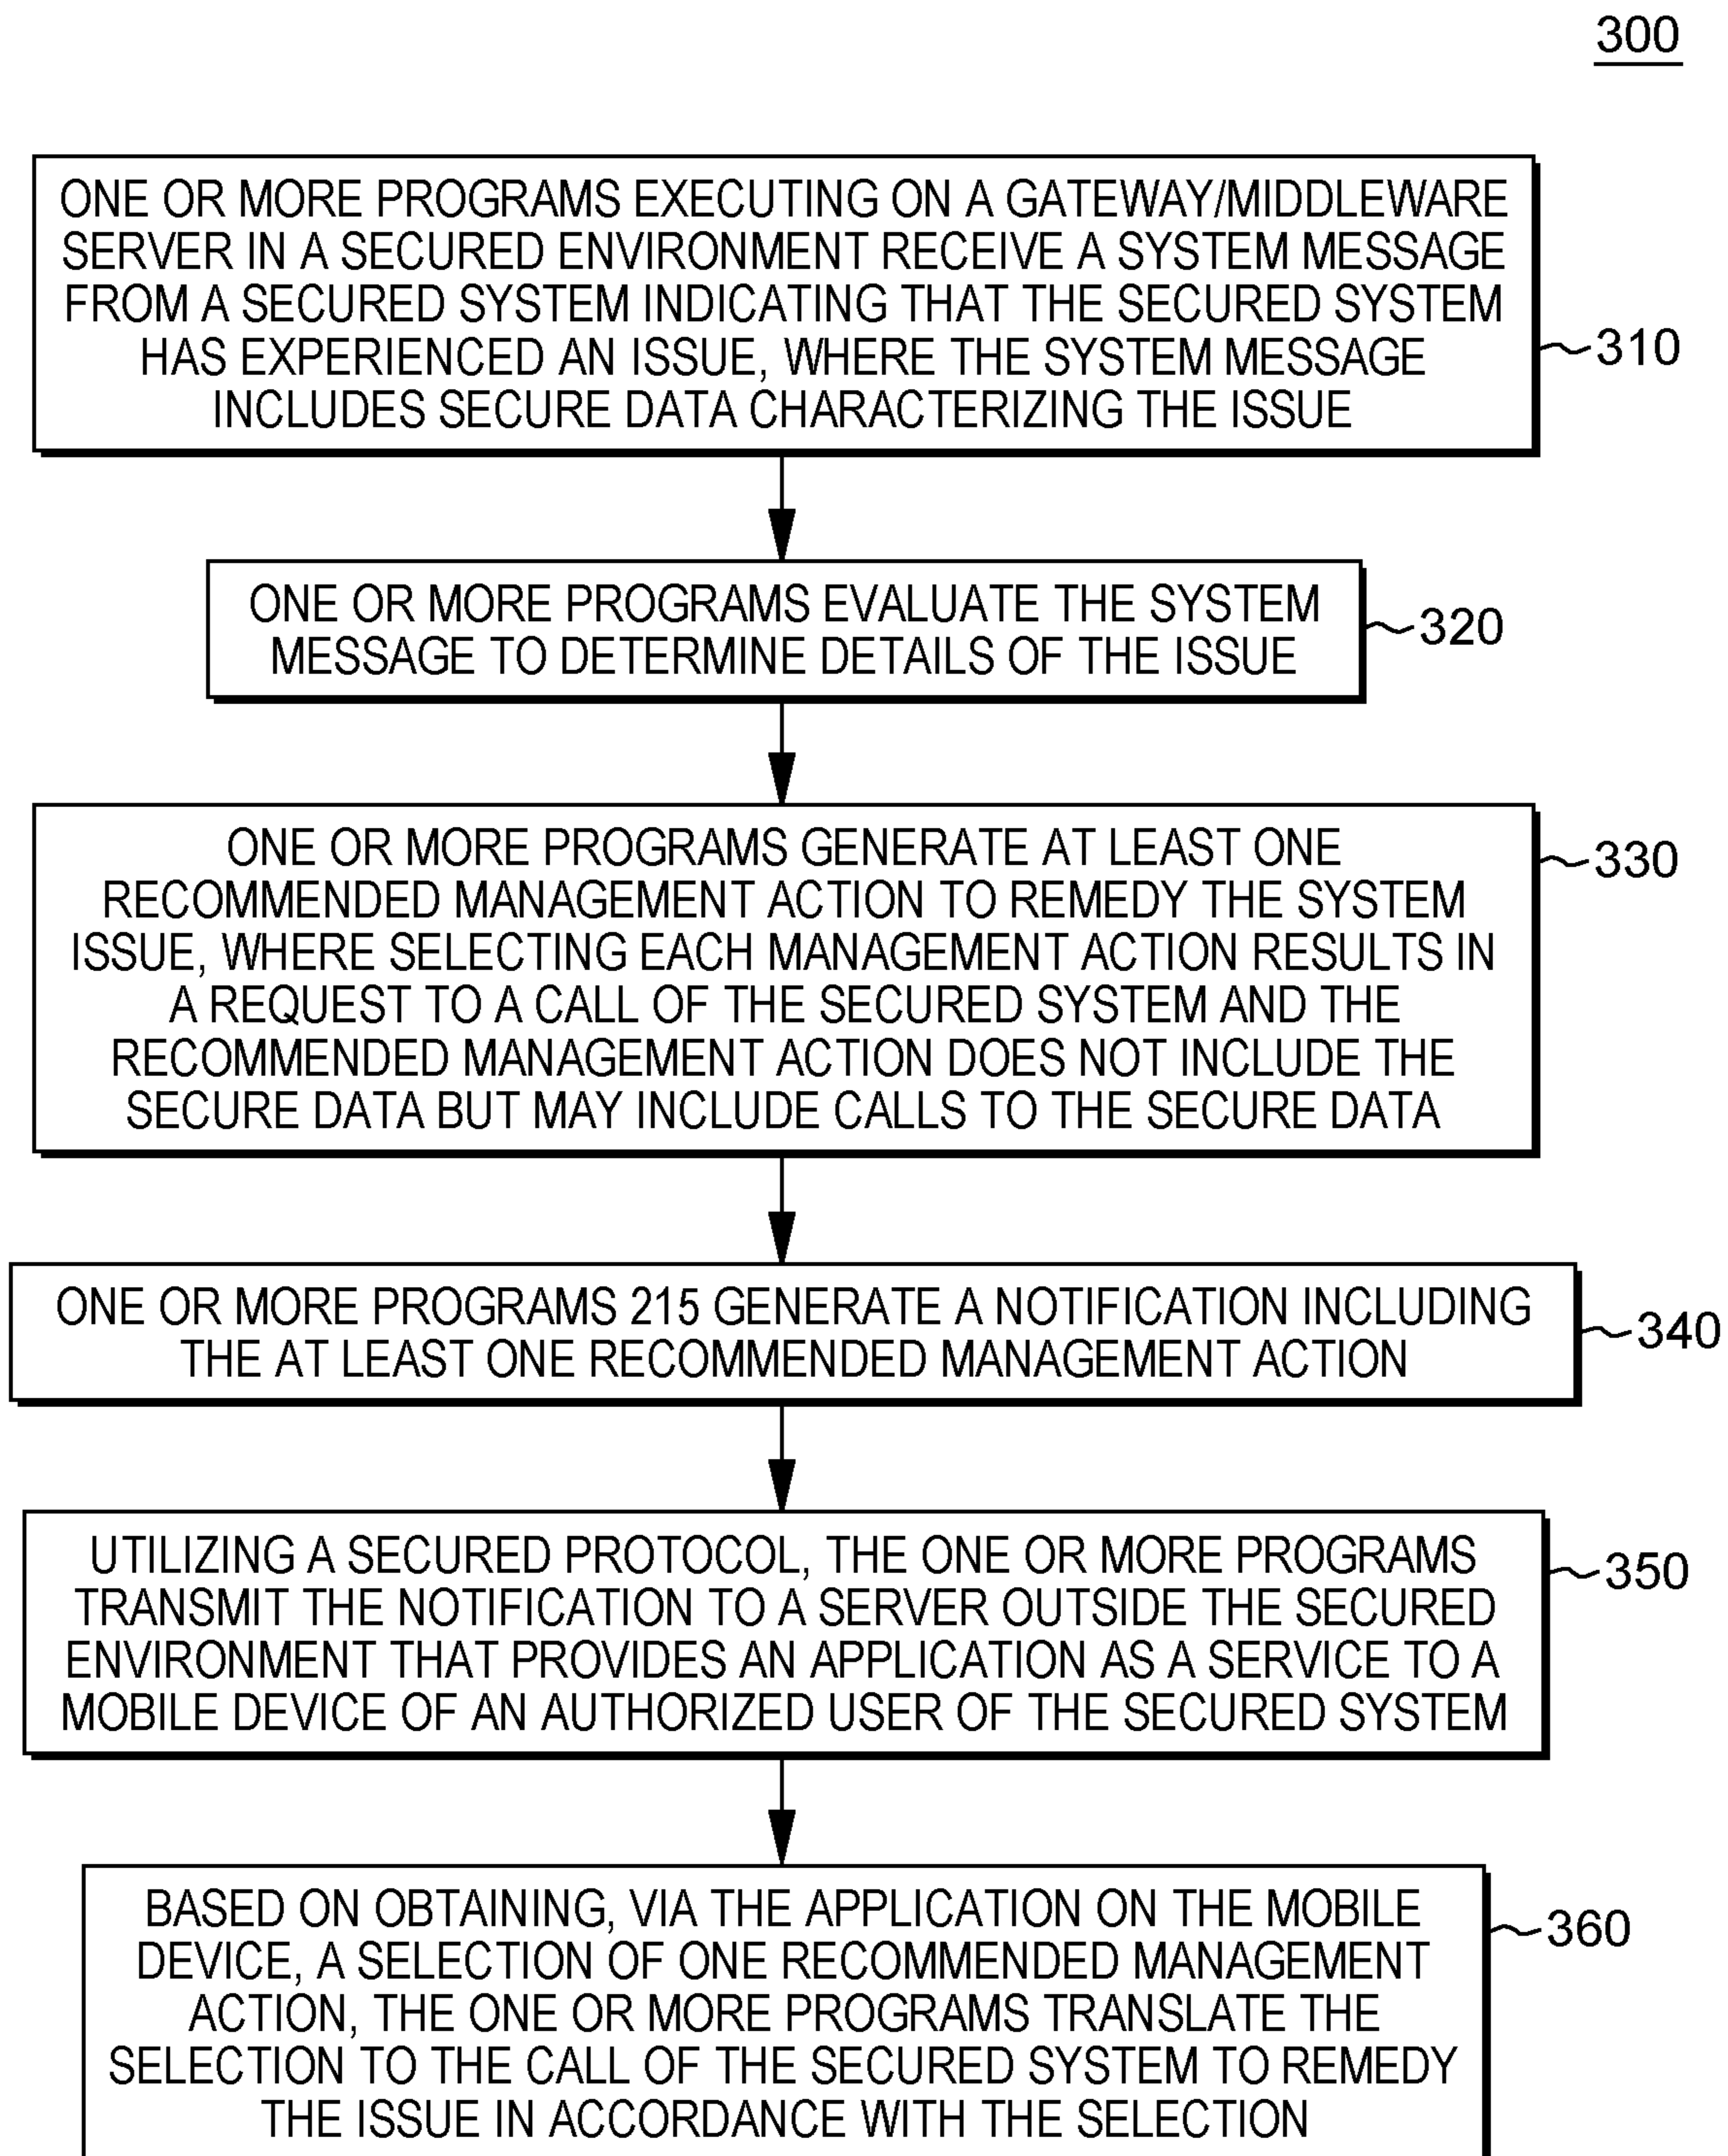 300
ONE OR MORE PROGRAMS EXECUTING ON A GATEWAY/MIDDLEWARE
SERVER IN A SECURED ENVIRONMENT RECEIVE A SYSTEM MESSAGE
FROM A SECURED SYSTEM INDICATING THAT THE SECURED SYSTEM
HAS EXPERIENCED AN ISSUE, WHERE THE SYSTEM MESSAGE
INCLUDES SECURE DATA CHARACTERIZING THE ISSUE
310
ONE OR MORE PROGRAMS EVALUATE THE SYSTEM
MESSAGE TO DETERMINE DETAILS OF THE ISSUE
320
ONE OR MORE PROGRAMS GENERATE AT LEAST ONE
RECOMMENDED MANAGEMENT ACTION TO REMEDY THE SYSTEM
ISSUE, WHERE SELECTING EACH MANAGEMENT ACTION RESULTS IN
A REQUEST TO A CALL OF THE SECURED SYSTEM AND THE
RECOMMENDED MANAGEMENT ACTION DOES NOT INCLUDE THE
SECURE DATA BUT MAY INCLUDE CALLS TO THE SECURE DATA
330
ONE OR MORE PROGRAMS 215 GENERATE A NOTIFICATION INCLUDING
THE AT LEAST ONE RECOMMENDED MANAGEMENT ACTION
340
UTILIZING A SECURED PROTOCOL, THE ONE OR MORE PROGRAMS
TRANSMIT THE NOTIFICATION TO A SERVER OUTSIDE THE SECURED
ENVIRONMENT THAT PROVIDES AN APPLICATION AS A SERVICE TO A
MOBILE DEVICE OF AN AUTHORIZED USER OF THE SECURED SYSTEM
350
BASED ON OBTAINING, VIA THE APPLICATION ON THE MOBILE
DEVICE, A SELECTION OF ONE RECOMMENDED MANAGEMENT
ACTION, THE ONE OR MORE PROGRAMS TRANSLATE THE
SELECTION TO THE CALL OF THE SECURED SYSTEM TO REMEDY
THE ISSUE IN ACCORDANCE WITH THE SELECTION
360